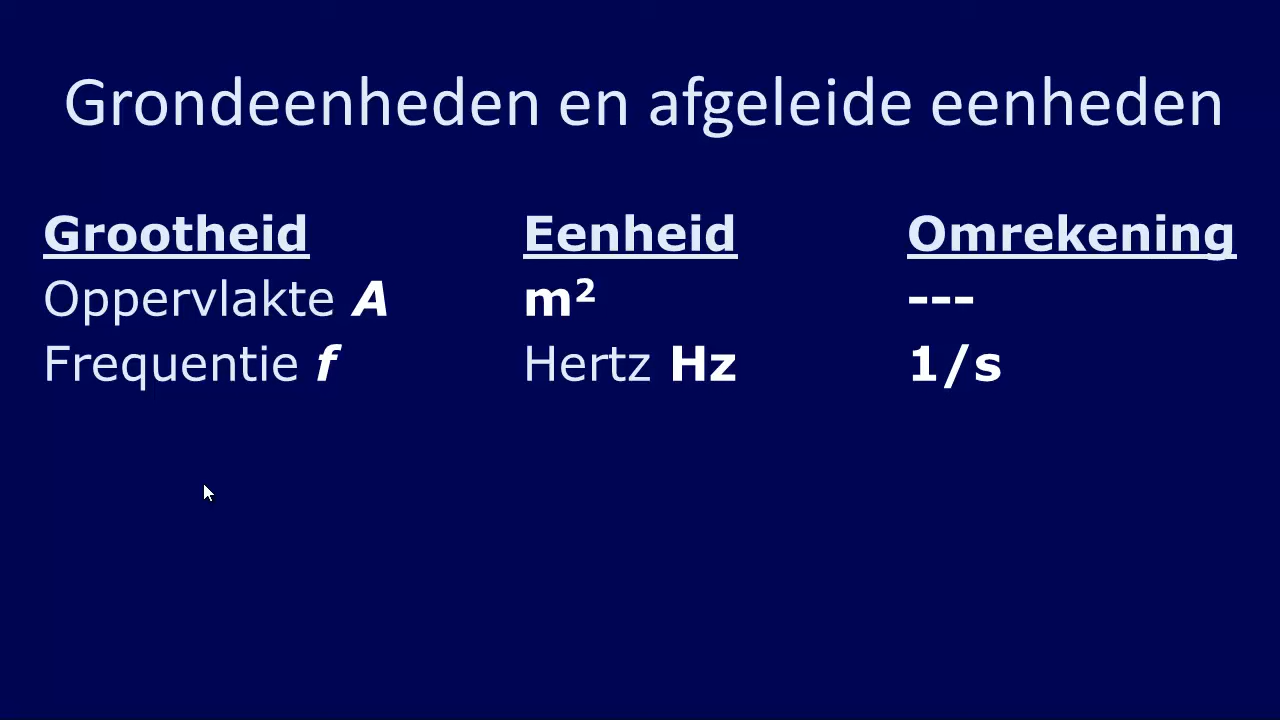 Grondeenheden en afgeleide eenheden
Grootheid Eenheid Omrekening
Oppervlakte A m² ---
Frequentie f Hertz Hz 1/s